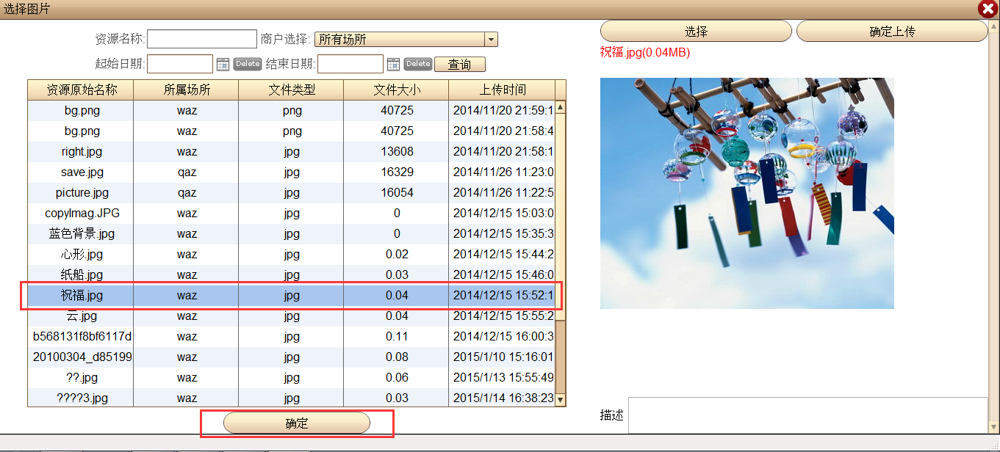 选择图片
资源名称: 商户选择: 所有场所
起始日期: Delete 结束日期: Delete 查询
资源原始名称 所属场所 文件类型 文件大小 上传时间
bg.png waz png 40725 2014/11/20 21:59:1
bg.png waz png 40725 2014/11/20 21:58:4
right.jpg waz jpg 13608 2014/11/20 21:58:1
save.jpg qaz jpg 16329 2014/11/26 11:23:0
picture.jpg qaz jpg 16054 2014/11/26 11:22:5
copyImag.JPG waz jpg 0 2014/12/15 15:03:0
蓝色背景.jpg waz jpg 0 2014/12/15 15:35:3
心形.jpg waz jpg 0.02 2014/12/15 15:44:2
纸船.jpg waz jpg 0.03 2014/12/15 15:46:0
祝福.jpg waz jpg 0.04 2014/12/15 15:52:1
云.jpg waz jpg 0.04 2014/12/15 15:55:2
b568131f8bf6117d waz jpg 0.11 2014/12/15 16:00:3
20100304_d85199 waz jpg 0.08 2015/1/10 15:16:01
??.jpg waz jpg 0.06 2015/1/13 15:55:49
????3.jpg waz jpg 0.03 2015/1/14 16:38:23
确定
选择 确定上传
祝福.jpg(0.04MB)
描述